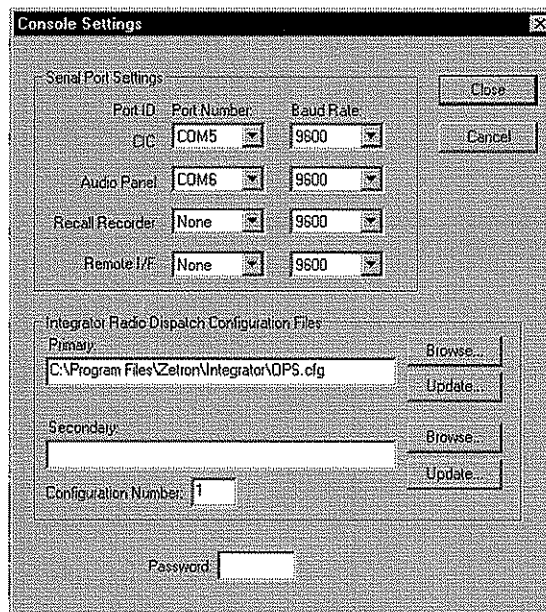 Console Settings
Serial Port Settings
Port ID Port Number: Baud Rate:
CIC COM5 9600
Audio Panel COM6 9600
Recall Recorder None 9600
Remote I/F None 9600
Close
Cancel
Integrator Radio Dispatch Configuration Files
Primary:
C:\Program Files\Zetron\Integrator\OPS.cfg
Browse...
Update...
Secondary:
Browse...
Update...
Configuration Number: 1
Password: